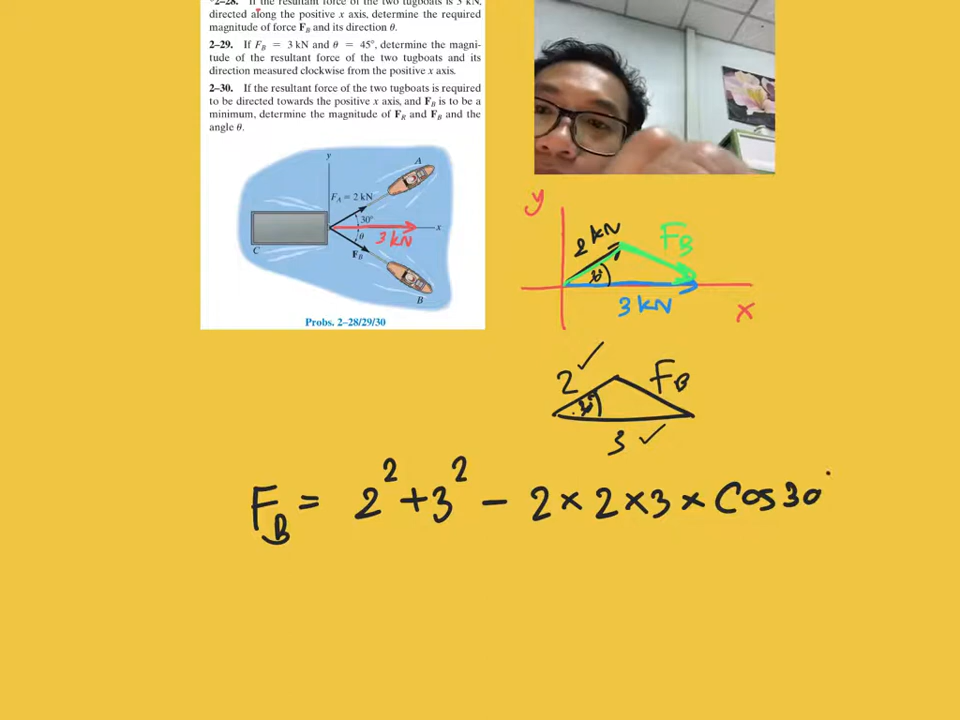 *2–28. If the resultant force of the two tugboats is 3 kN,
directed along the positive x axis, determine the required
magnitude of force F_B and its direction θ.
2–29. If F_B = 3 kN and θ = 45°, determine the magni-
tude of the resultant force of the two tugboats and its
direction measured clockwise from the positive x axis.
2–30. If the resultant force of the two tugboats is required
to be directed towards the positive x axis, and F_B is to be a
minimum, determine the magnitude of F_R and F_B and the
angle θ.
y
A
F_A = 2 kN
30°
x
θ
3 kN
F_B
C
B
Probs. 2–28/29/30
y
2 kN
F_B
30°
3 kN
x
2 ✓
F_B
30°
3 ✓
F_B = 2² + 3² – 2 × 2 × 3 × Cos 30°